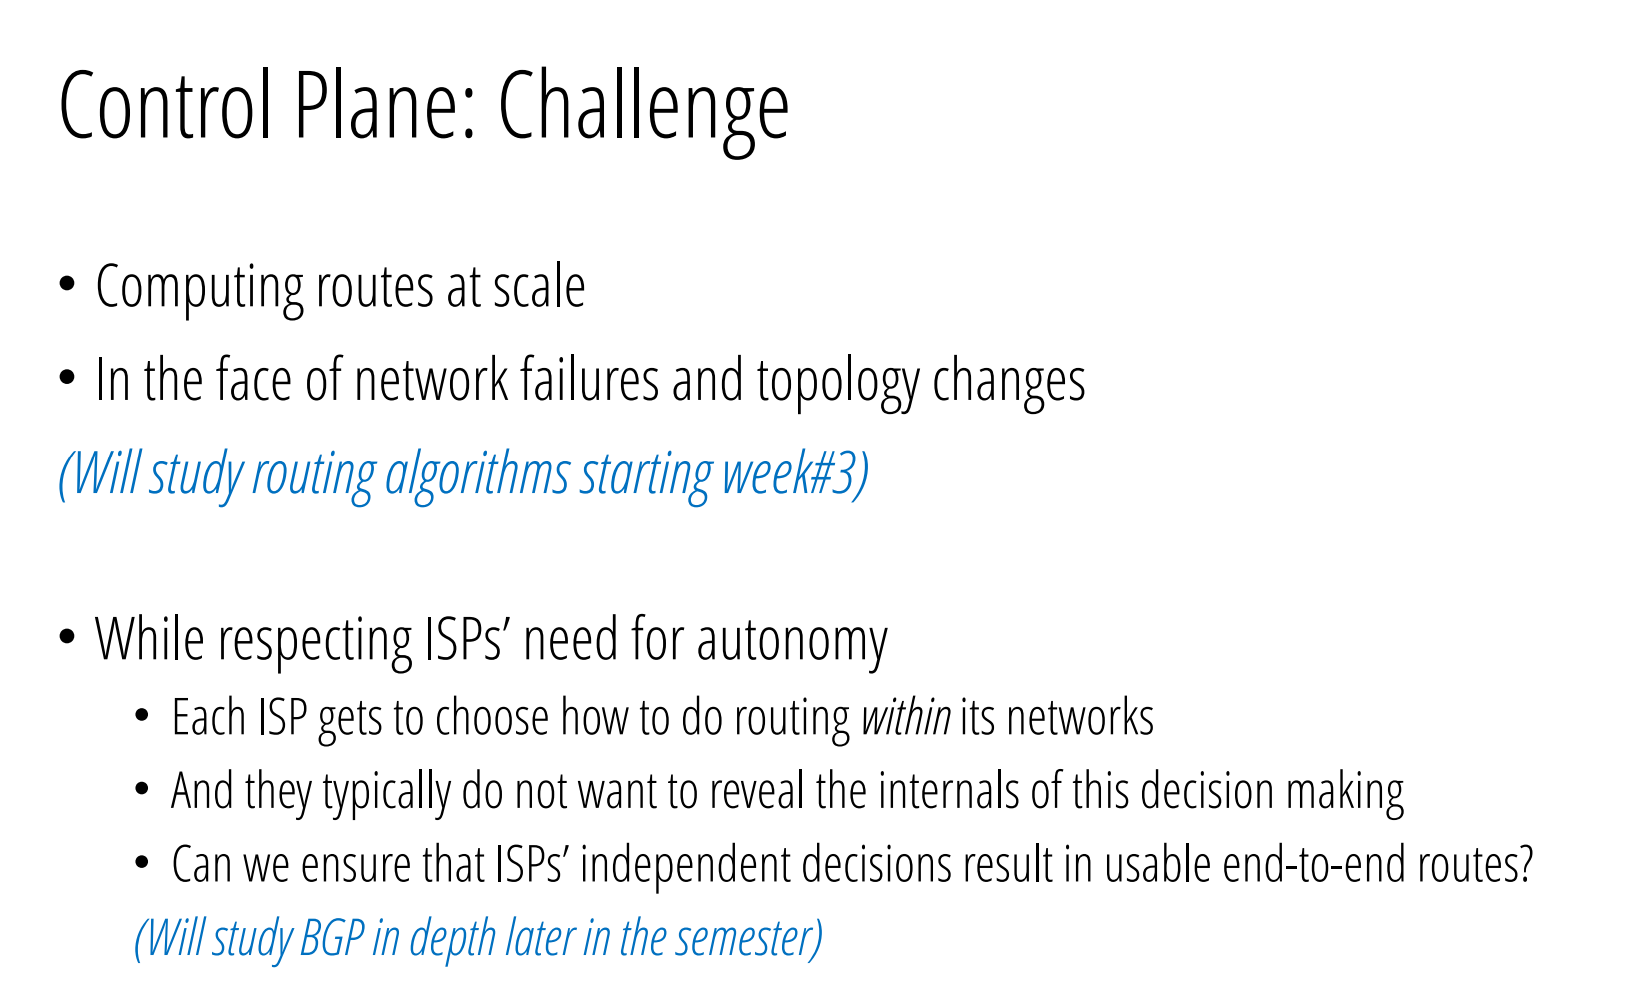 Control Plane: Challenge
• Computing routes at scale
• In the face of network failures and topology changes
(Will study routing algorithms starting week#3)
• While respecting ISPs’ need for autonomy
• Each ISP gets to choose how to do routing within its networks
• And they typically do not want to reveal the internals of this decision making
• Can we ensure that ISPs’ independent decisions result in usable end-to-end routes?
(Will study BGP in depth later in the semester)